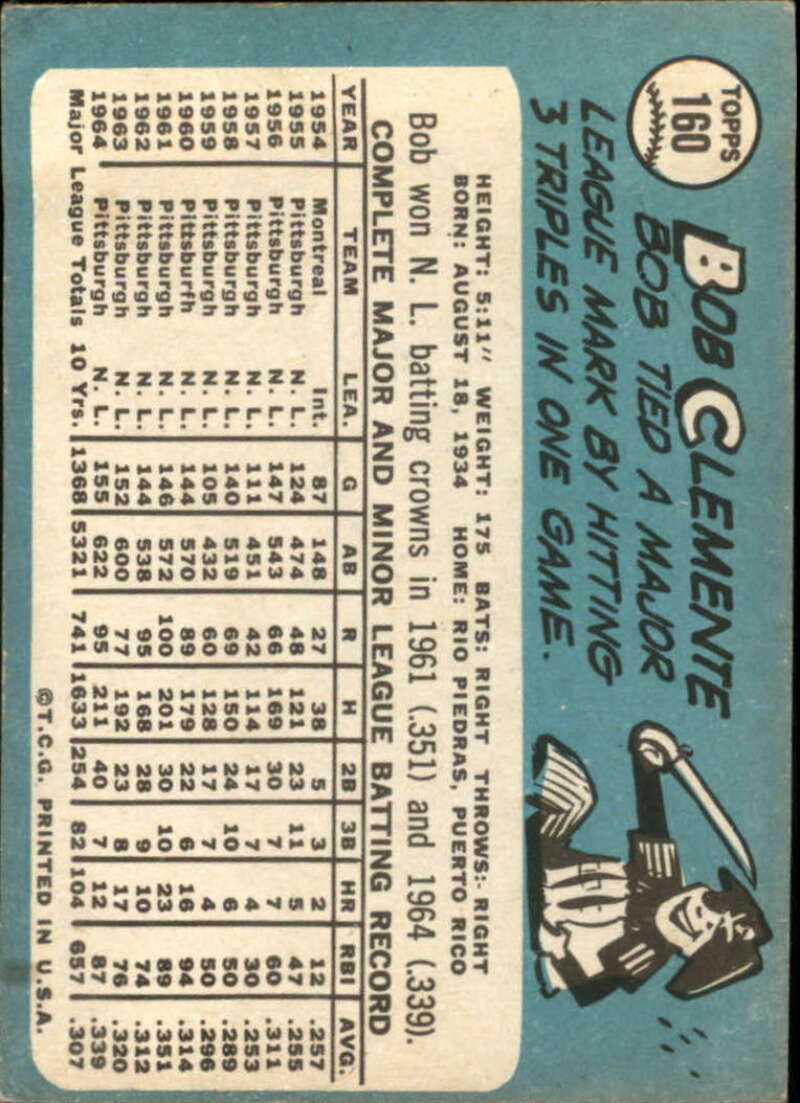 TOPPS
160
BOB CLEMENTE
BOB TIED A MAJOR
LEAGUE MARK BY HITTING
3 TRIPLES IN ONE GAME.
HEIGHT: 5:11" WEIGHT: 175 BATS: RIGHT THROWS:- RIGHT
BORN: AUGUST 18, 1934 HOME: RIO PIEDRAS, PUERTO RICO
Bob won N. L. batting crowns in 1961 (.351) and 1964 (.339).
COMPLETE MAJOR AND MINOR LEAGUE BATTING RECORD
YEAR TEAM LEA. G AB R H 2B 3B HR RBI AVG.
1954 Montreal Int. 87 148 27 38 5 3 2 12 .257
1955 Pittsburgh N. L. 124 474 48 121 23 11 5 47 .255
1956 Pittsburgh N. L. 147 543 66 169 30 7 7 60 .311
1957 Pittsburgh N. L. 111 451 42 114 17 7 4 30 .253
1958 Pittsburgh N. L. 140 519 69 150 24 10 6 50 .289
1959 Pittsburgh N. L. 105 432 60 128 17 7 4 50 .296
1960 Pittsburfh N. L. 144 570 89 179 22 6 16 94 .314
1961 Pittsburgh N. L. 146 572 100 201 30 10 23 89 .351
1962 Pittsburgh N. L. 144 538 95 168 28 9 10 74 .312
1963 Pittsburgh N. L. 152 600 77 192 23 8 17 76 .320
1964 Pittsburgh N. L. 155 622 95 211 40 7 12 87 .339
Major League Totals 10 Yrs. 1368 5321 741 1633 254 82 104 657 .307
©T.C.G. PRINTED IN U.S.A.